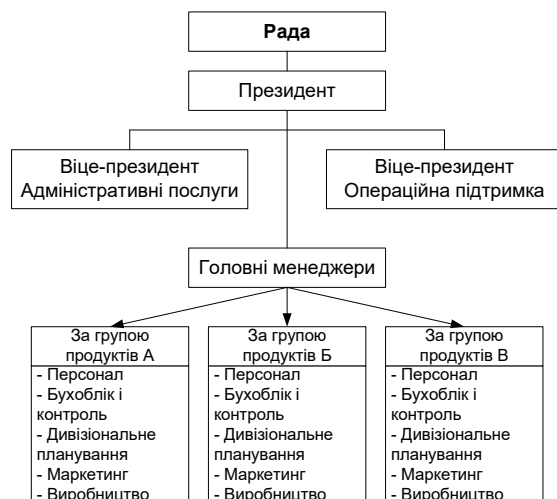 Рада
Президент
Віце-президент
Адміністративні послуги
Віце-президент
Операційна підтримка
Головні менеджери
За групою
продуктів А
- Персонал
- Бухоблік і
контроль
- Дивізіональне
планування
- Маркетинг
- Виробництво
За групою
продуктів Б
- Персонал
- Бухоблік і
контроль
- Дивізіональне
планування
- Маркетинг
- Виробництво
За групою
продуктів В
- Персонал
- Бухоблік і
контроль
- Дивізіональне
планування
- Маркетинг
- Виробництво